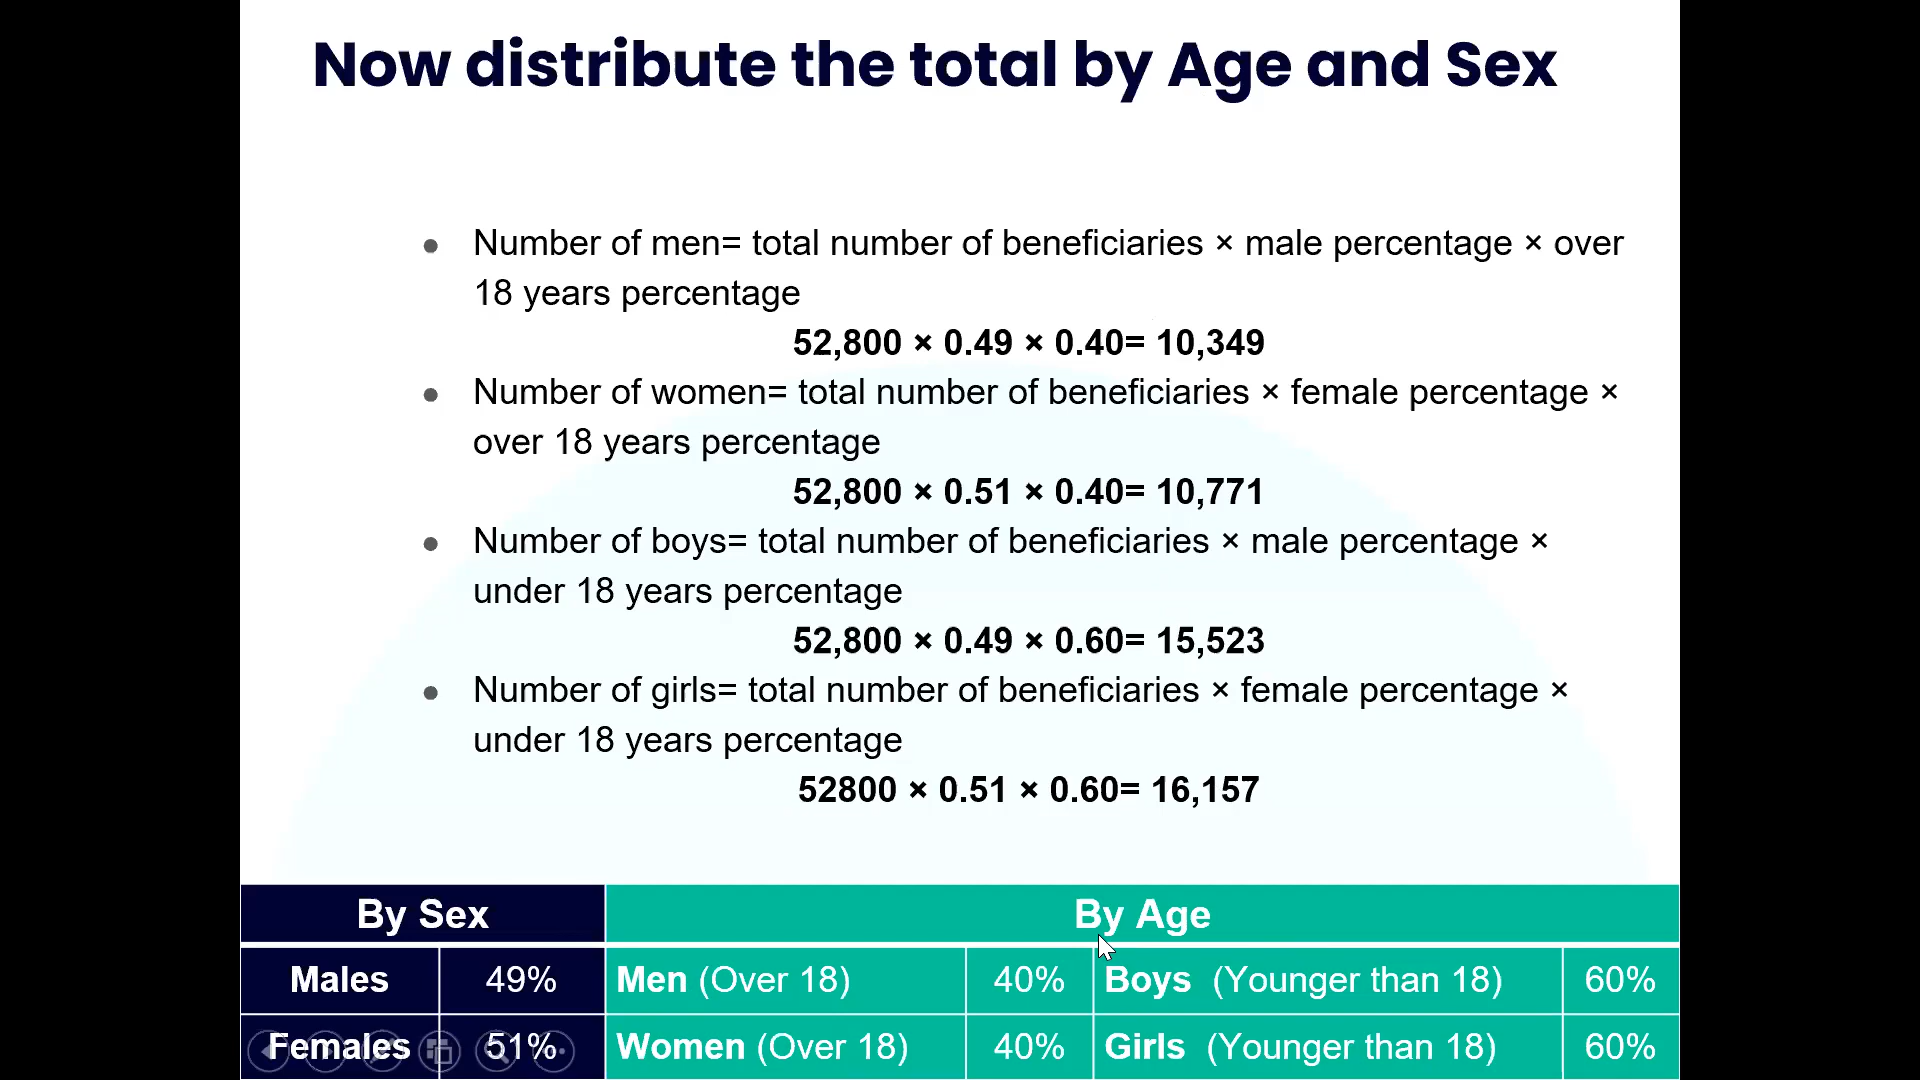 Now distribute the total by Age and Sex
● Number of men= total number of beneficiaries × male percentage × over
18 years percentage
52,800 × 0.49 × 0.40= 10,349
● Number of women= total number of beneficiaries × female percentage ×
over 18 years percentage
52,800 × 0.51 × 0.40= 10,771
● Number of boys= total number of beneficiaries × male percentage ×
under 18 years percentage
52,800 × 0.49 × 0.60= 15,523
● Number of girls= total number of beneficiaries × female percentage ×
under 18 years percentage
52800 × 0.51 × 0.60= 16,157
By Sex By Age
Males 49% Men (Over 18) 40% Boys (Younger than 18) 60%
Females 51% Women (Over 18) 40% Girls (Younger than 18) 60%